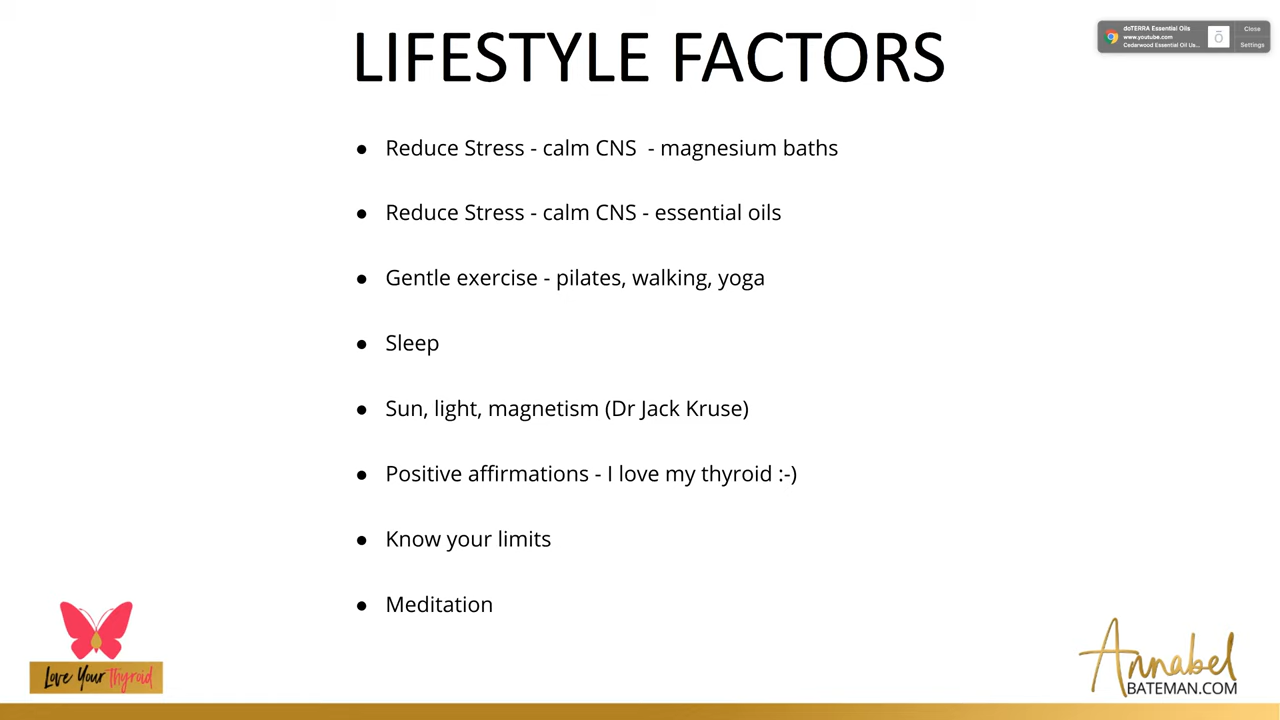 LIFESTYLE FACTORS
doTERRA Essential Oils
www.youtube.com
Cedarwood Essential Oil Us...
Close
Settings
● Reduce Stress - calm CNS  - magnesium baths
● Reduce Stress - calm CNS - essential oils
● Gentle exercise - pilates, walking, yoga
● Sleep
● Sun, light, magnetism (Dr Jack Kruse)
● Positive affirmations - I love my thyroid :-)
● Know your limits
● Meditation
Love Your Thyroid
Annabel
BATEMAN.COM